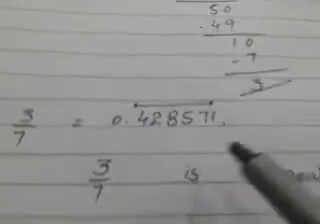 50
- 49
10
- 7
3
3/7 = 0.428571.
3/7 is